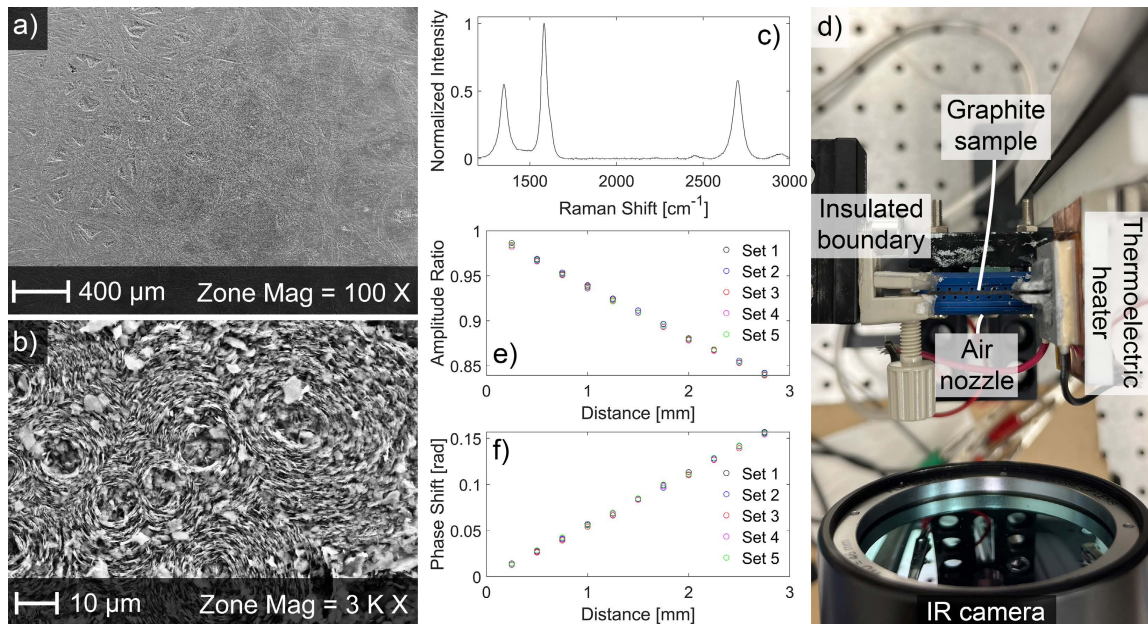 a)
400 μm
Zone Mag = 100 X
b)
10 μm
Zone Mag = 3 K X
c)
Normalized Intensity
1
0.5
0
1500
2000
2500
3000
Raman Shift [cm⁻¹]
e)
Amplitude Ratio
1
0.95
0.9
0.85
Set 1
Set 2
Set 3
Set 4
Set 5
0
1
2
3
Distance [mm]
f)
Phase Shift [rad]
0.15
0.1
0.05
0
Set 1
Set 2
Set 3
Set 4
Set 5
0
1
2
3
Distance [mm]
d)
Graphite
sample
Insulated
boundary
Thermoelectric
heater
Air
nozzle
IR camera